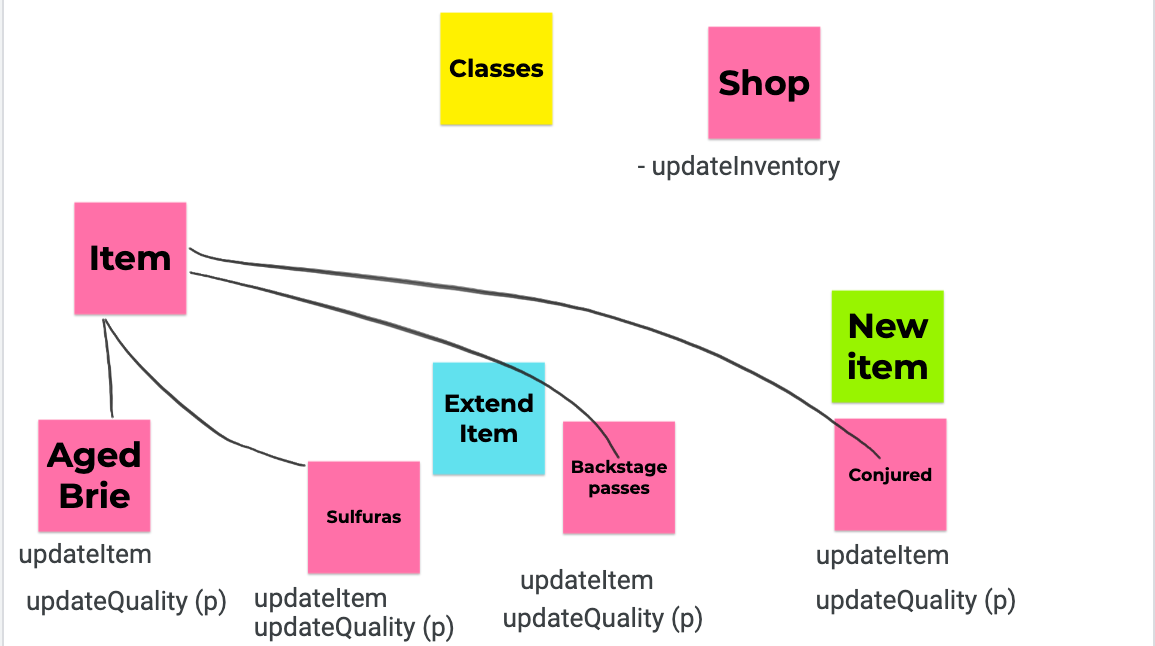 Classes
Shop
- updateInventory
Item
New
item
Extend
Item
Aged
Brie
Backstage
passes
Conjured
Sulfuras
updateItem
updateQuality (p)
updateItem
updateQuality (p)
updateItem
updateQuality (p)
updateItem
updateQuality (p)